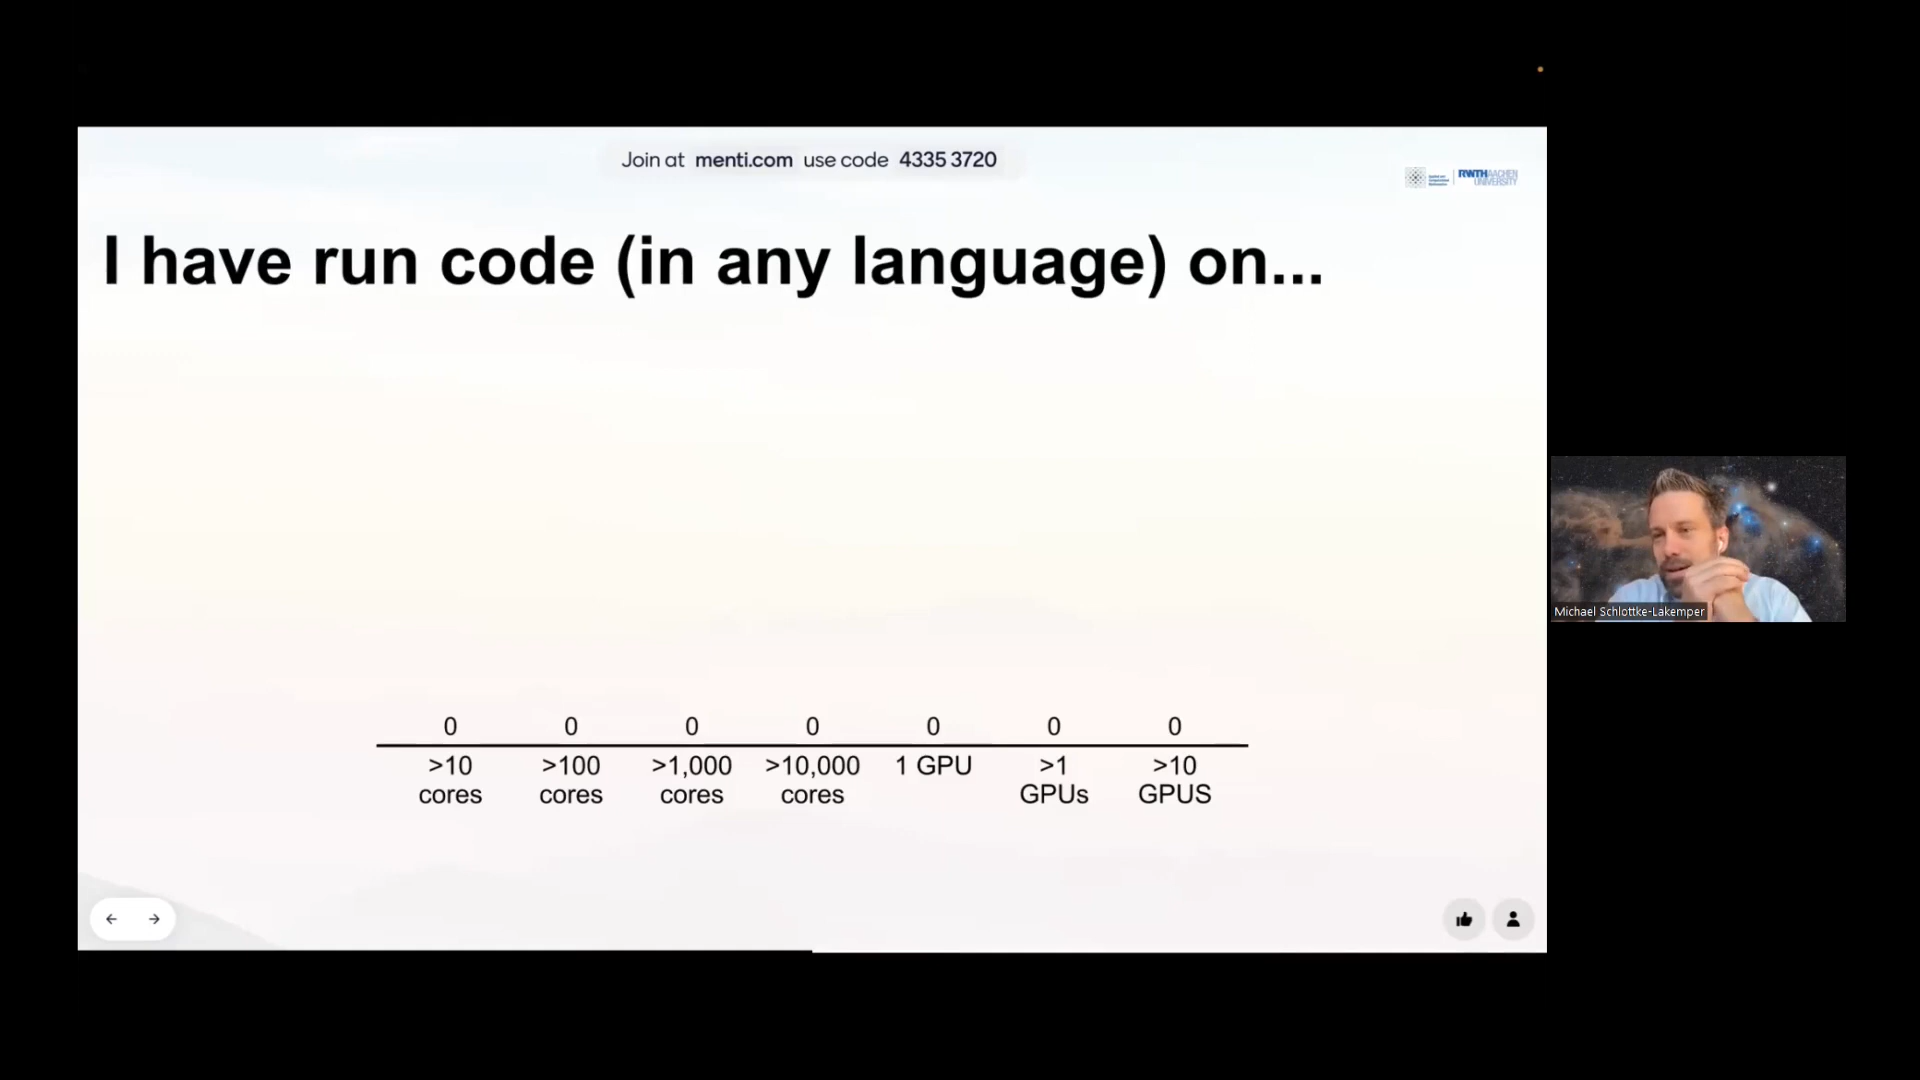 Join at menti.com use code 4335 3720
RWTHAACHEN
UNIVERSITY
I have run code (in any language) on...
0 0 0 0 0 0 0
>10 >100 >1,000 >10,000 1 GPU >1 >10
cores cores cores cores GPUs GPUS
Michael Schlottke-Lakemper